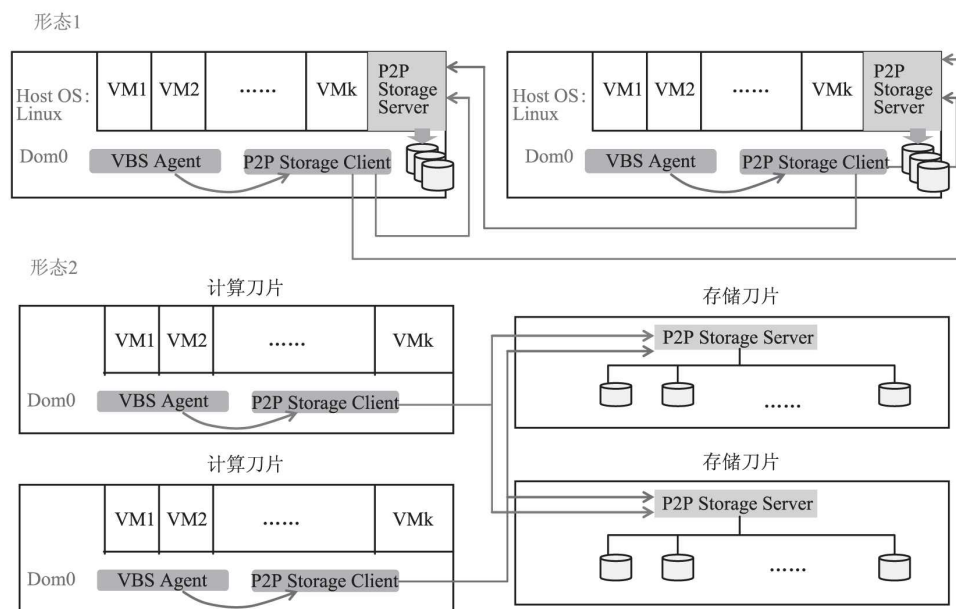 形态1
VM1 VM2 …… VMk P2P Storage Server
Host OS: Linux
Dom0 VBS Agent P2P Storage Client
VM1 VM2 …… VMk P2P Storage Server
Host OS: Linux
Dom0 VBS Agent P2P Storage Client
形态2
计算刀片
VM1 VM2 …… VMk
Dom0 VBS Agent P2P Storage Client
存储刀片
P2P Storage Server
……
计算刀片
VM1 VM2 …… VMk
Dom0 VBS Agent P2P Storage Client
存储刀片
P2P Storage Server
……